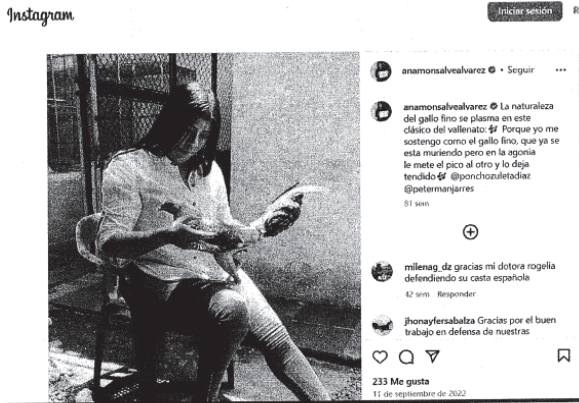 Instagram
Iniciar sesión
R
anamonsalvealvarez • Seguir
anamonsalvealvarez La naturaleza
del gallo fino se plasma en este
clásico del vallenato: Porque yo me
sostengo como el gallo fino, que ya se
esta muriendo pero en la agonia
le mete el pico al otro y lo deja
tendido @ponchozuletadiaz
@petermanjarres
81 sem
milenag_dz gracias mi dotora rogelia
defendiendo su casta española
42 sem Responder
jhonayfersabalza Gracias por el buen
trabajo en defensa de nuestras
233 Me gusta
11 de septiembre de 2022